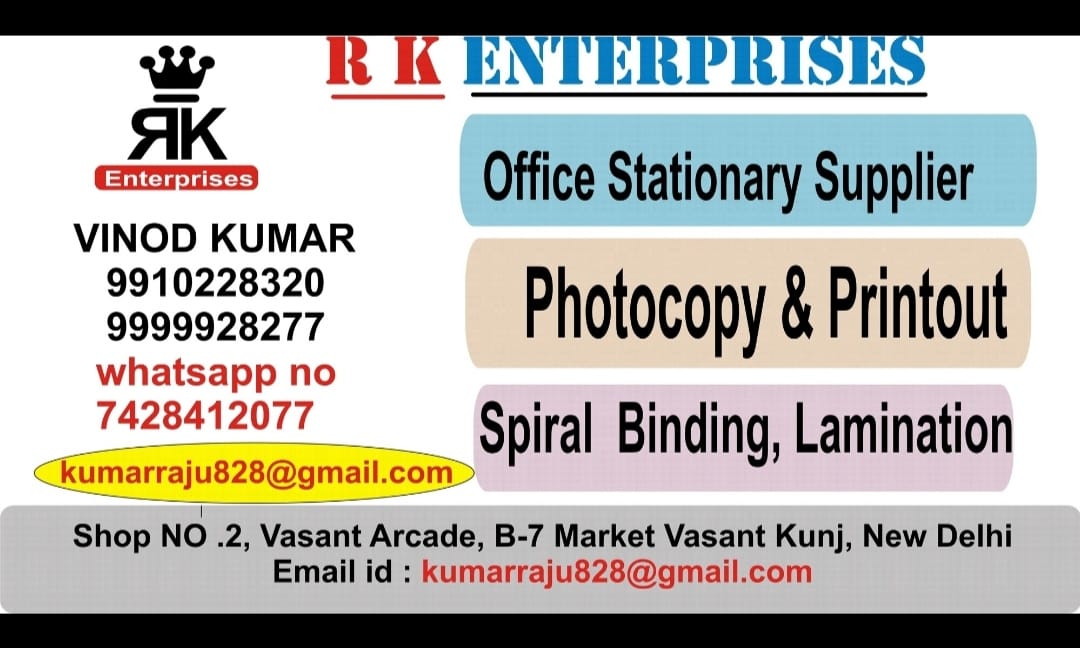 R K ENTERPRISES
RK
Enterprises
VINOD KUMAR
9910228320
9999928277
whatsapp no
7428412077
kumarraju828@gmail.com
Office Stationary Supplier
Photocopy & Printout
Spiral Binding, Lamination
Shop NO .2, Vasant Arcade, B-7 Market Vasant Kunj, New Delhi
Email id : kumarraju828@gmail.com